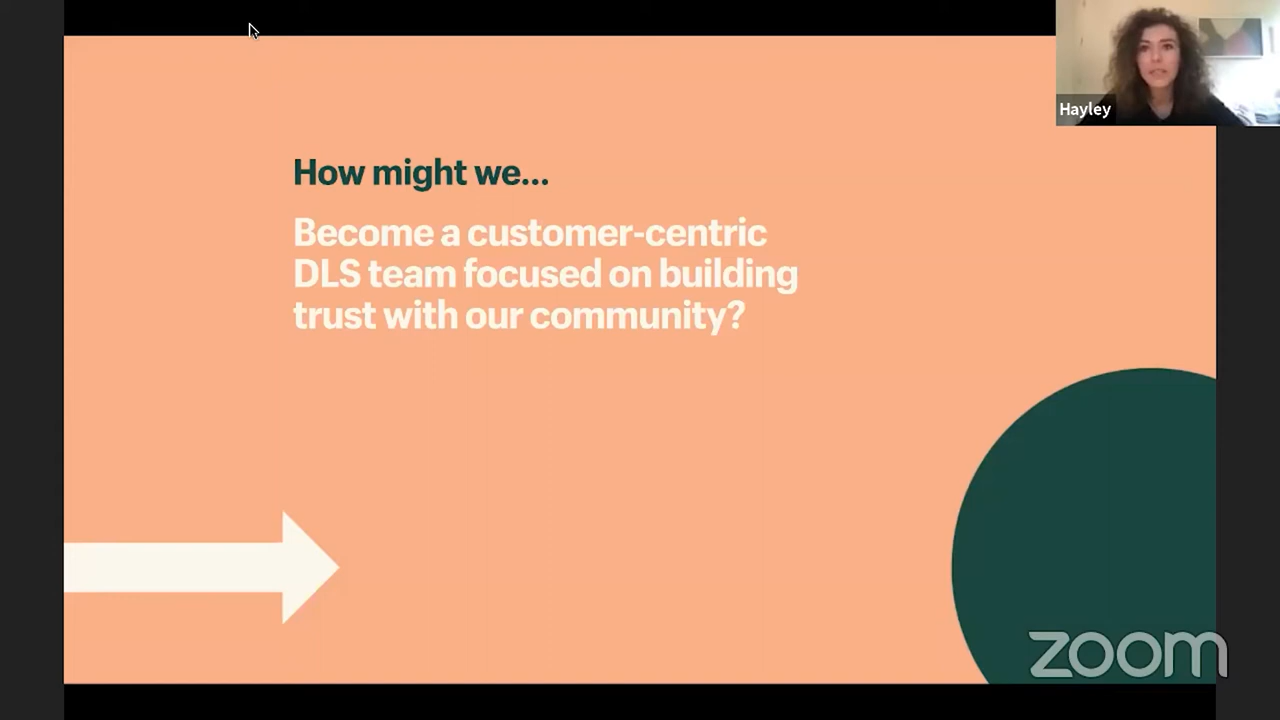 Hayley
How might we...
Become a customer-centric
DLS team focused on building
trust with our community?
zoom